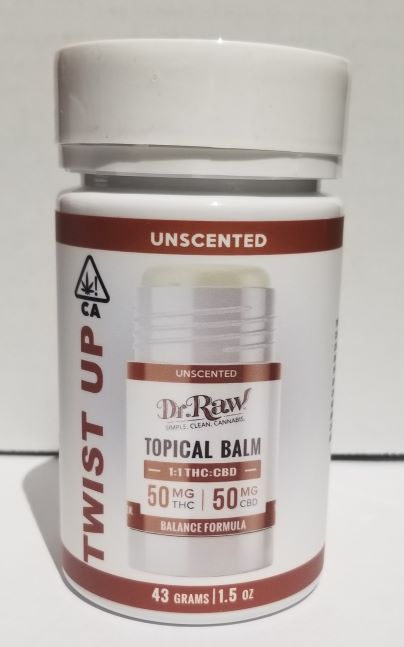 UNSCENTED
CA
TWIST UP
UNSCENTED
Dr.Raw
SIMPLE. CLEAN. CANNABIS.
TOPICAL BALM
1:1 THC:CBD
50 MG THC | 50 MG CBD
BALANCE FORMULA
43 GRAMS | 1.5 OZ